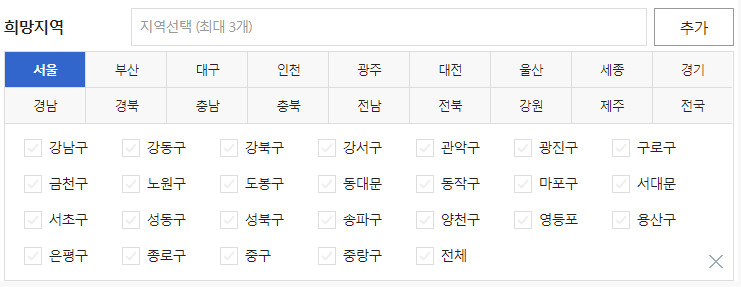 희망지역 지역선택 (최대 3개) 추가
서울 부산 대구 인천 광주 대전 울산 세종 경기
경남 경북 충남 충북 전남 전북 강원 제주 전국
강남구 강동구 강북구 강서구 관악구 광진구 구로구
금천구 노원구 도봉구 동대문 동작구 마포구 서대문
서초구 성동구 성북구 송파구 양천구 영등포 용산구
은평구 종로구 중구 중랑구 전체